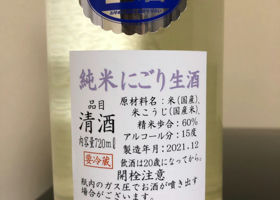 純米にごり生酒
品目
清酒
内容量720mℓ
要冷蔵
原材料名：米(国産)、
米こうじ(国産米)、
精米歩合：60%
アルコール分：15度
製造年月：2021.12
飲酒は20歳になってから。
開栓注意
瓶内のガス圧でお酒が噴き出す
場合がございます。